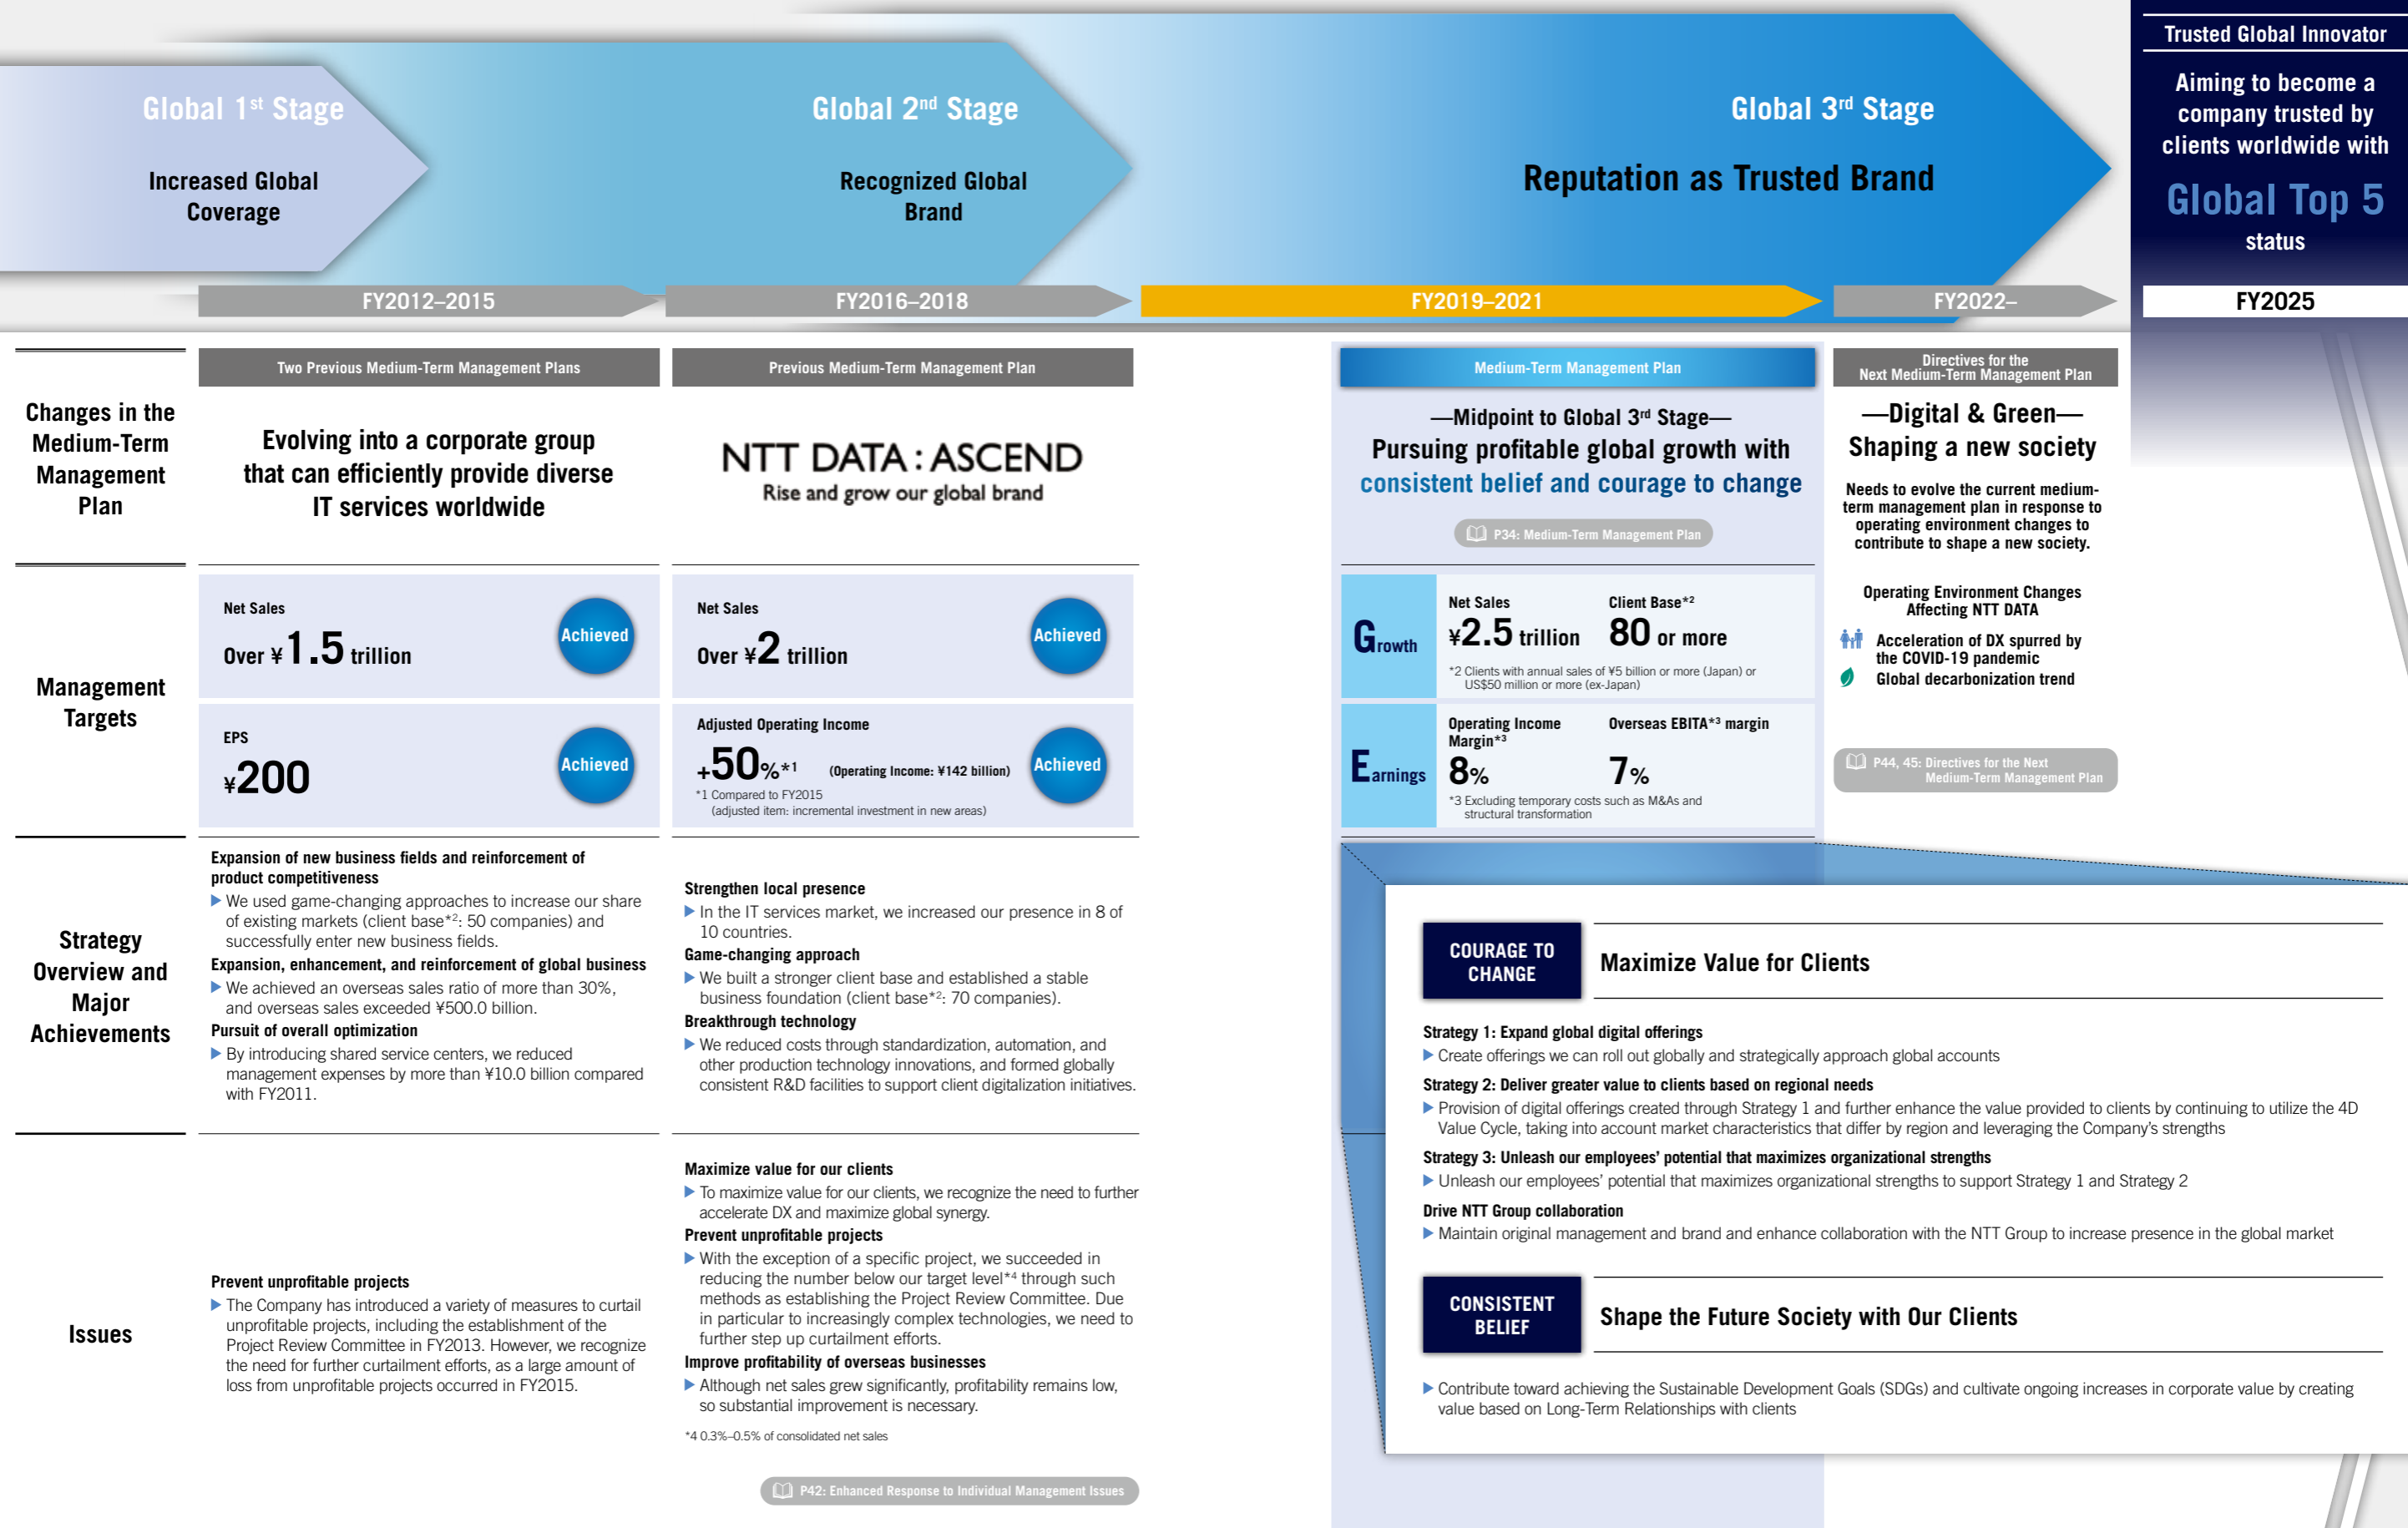 Global 1st Stage
Increased Global
Coverage
Global 2nd Stage
Recognized Global
Brand
Global 3rd Stage
Reputation as Trusted Brand
Trusted Global Innovator
Aiming to become a
company trusted by
clients worldwide with
Global Top 5
status
FY2012–2015
FY2016–2018
FY2019–2021
FY2022–
FY2025
Changes in the
Medium-Term
Management
Plan
Two Previous Medium-Term Management Plans
Evolving into a corporate group
that can efficiently provide diverse
IT services worldwide
Previous Medium-Term Management Plan
NTT DATA : ASCEND
Rise and grow our global brand
Medium-Term Management Plan
—Midpoint to Global 3rd Stage—
Pursuing profitable global growth with
consistent belief and courage to change
P34: Medium-Term Management Plan
Directives for the
Next Medium-Term Management Plan
—Digital & Green—
Shaping a new society
Needs to evolve the current medium-
term management plan in response to
operating environment changes to
contribute to shape a new society.
Operating Environment Changes
Affecting NTT DATA
Acceleration of DX spurred by
the COVID-19 pandemic
Global decarbonization trend
P44, 45: Directives for the Next
Medium-Term Management Plan
Management
Targets
Net Sales
Over ¥1.5 trillion
Achieved
EPS
¥200
Achieved
Net Sales
Over ¥2 trillion
Achieved
Adjusted Operating Income
+50%*1 (Operating Income: ¥142 billion)
Achieved
*1 Compared to FY2015
(adjusted item: incremental investment in new areas)
Growth
Net Sales
¥2.5 trillion
Client Base*2
80 or more
*2 Clients with annual sales of ¥5 billion or more (Japan) or
US$50 million or more (ex-Japan)
Earnings
Operating Income
Margin*3
8%
Overseas EBITA*3 margin
7%
*3 Excluding temporary costs such as M&As and
structural transformation
Strategy
Overview and
Major
Achievements
Expansion of new business fields and reinforcement of
product competitiveness
We used game-changing approaches to increase our share
of existing markets (client base*2: 50 companies) and
successfully enter new business fields.
Expansion, enhancement, and reinforcement of global business
We achieved an overseas sales ratio of more than 30%,
and overseas sales exceeded ¥500.0 billion.
Pursuit of overall optimization
By introducing shared service centers, we reduced
management expenses by more than ¥10.0 billion compared
with FY2011.
Strengthen local presence
In the IT services market, we increased our presence in 8 of
10 countries.
Game-changing approach
We built a stronger client base and established a stable
business foundation (client base*2: 70 companies).
Breakthrough technology
We reduced costs through standardization, automation, and
other production technology innovations, and formed globally
consistent R&D facilities to support client digitalization initiatives.
Issues
Prevent unprofitable projects
The Company has introduced a variety of measures to curtail
unprofitable projects, including the establishment of the
Project Review Committee in FY2013. However, we recognize
the need for further curtailment efforts, as a large amount of
loss from unprofitable projects occurred in FY2015.
Maximize value for our clients
To maximize value for our clients, we recognize the need to further
accelerate DX and maximize global synergy.
Prevent unprofitable projects
With the exception of a specific project, we succeeded in
reducing the number below our target level*4 through such
methods as establishing the Project Review Committee. Due
in particular to increasingly complex technologies, we need to
further step up curtailment efforts.
Improve profitability of overseas businesses
Although net sales grew significantly, profitability remains low,
so substantial improvement is necessary.
*4 0.3%–0.5% of consolidated net sales
P42: Enhanced Response to Individual Management Issues
COURAGE TO
CHANGE
Maximize Value for Clients
Strategy 1: Expand global digital offerings
Create offerings we can roll out globally and strategically approach global accounts
Strategy 2: Deliver greater value to clients based on regional needs
Provision of digital offerings created through Strategy 1 and further enhance the value provided to clients by continuing to utilize the 4D
Value Cycle, taking into account market characteristics that differ by region and leveraging the Company's strengths
Strategy 3: Unleash our employees' potential that maximizes organizational strengths
Unleash our employees' potential that maximizes organizational strengths to support Strategy 1 and Strategy 2
Drive NTT Group collaboration
Maintain original management and brand and enhance collaboration with the NTT Group to increase presence in the global market
CONSISTENT
BELIEF
Shape the Future Society with Our Clients
Contribute toward achieving the Sustainable Development Goals (SDGs) and cultivate ongoing increases in corporate value by creating
value based on Long-Term Relationships with clients